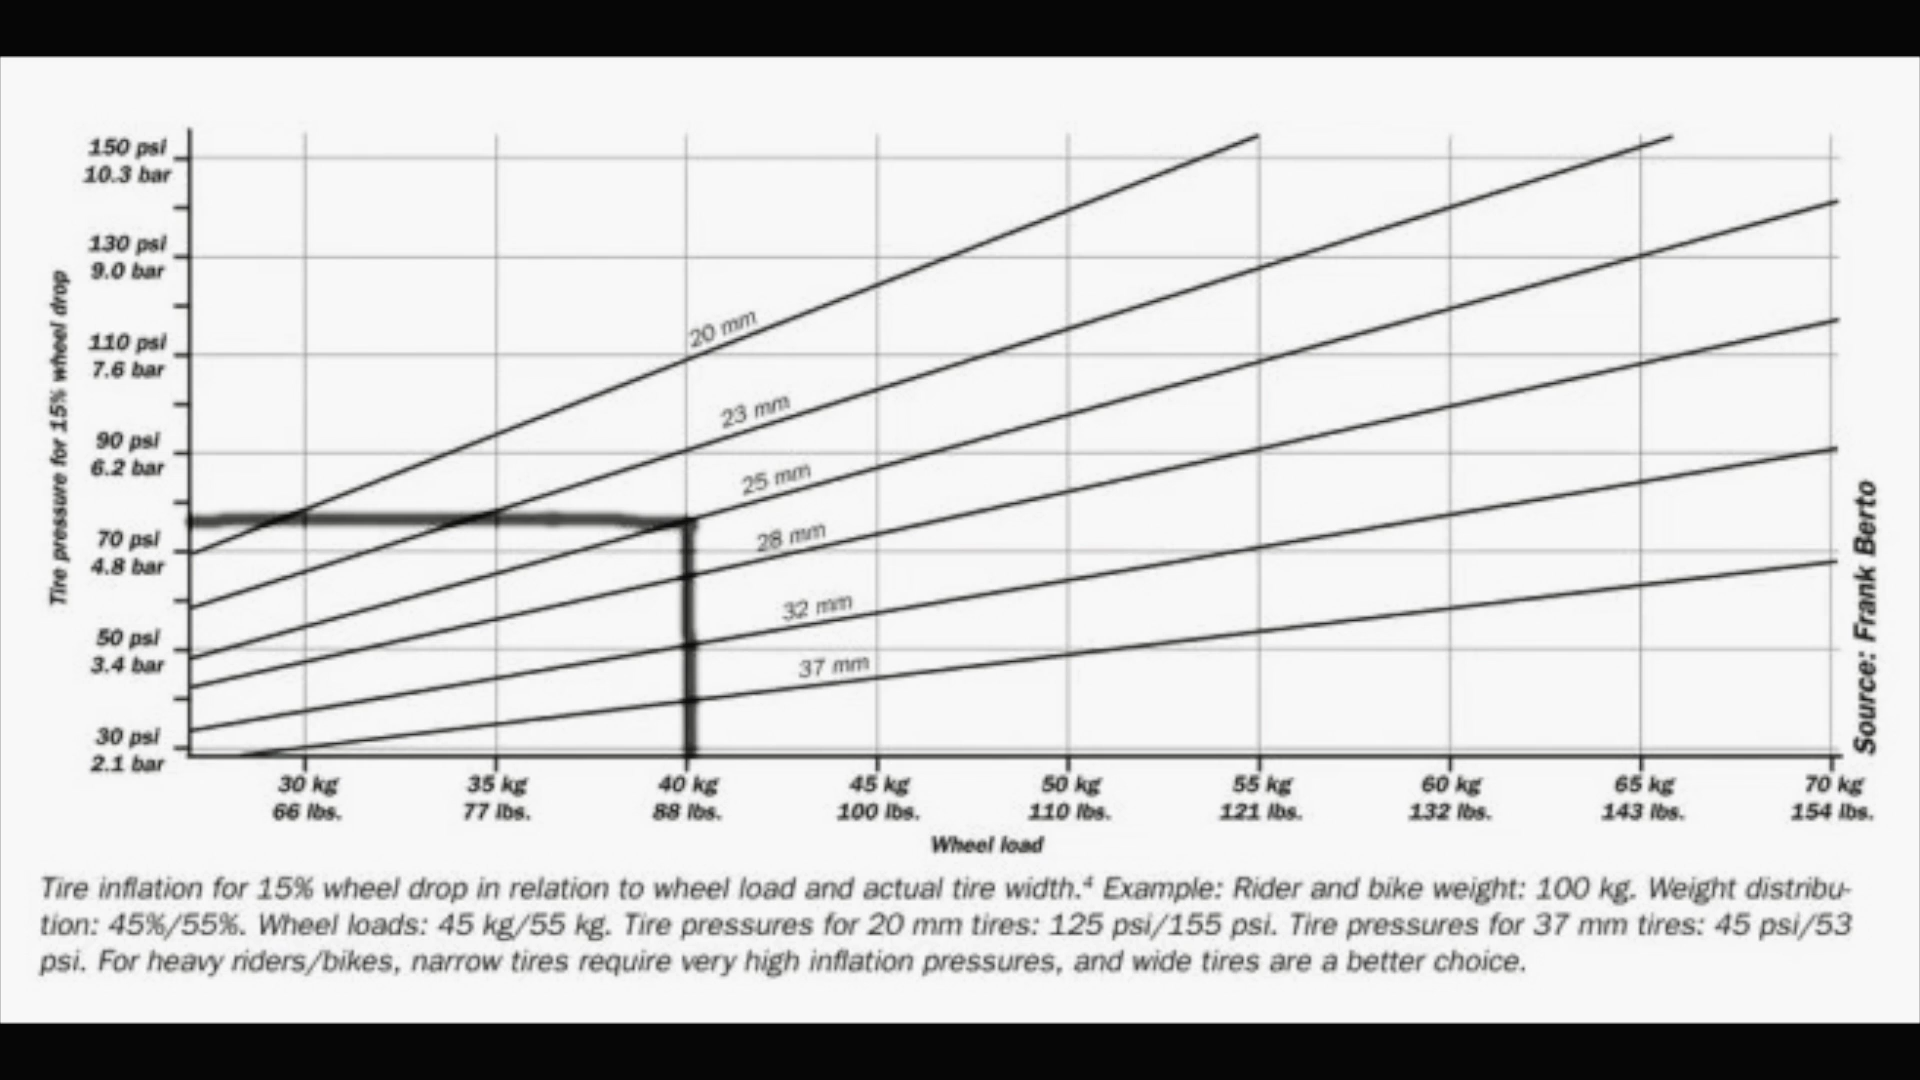 150 psi
10.3 bar
130 psi
9.0 bar
110 psi
7.6 bar
90 psi
6.2 bar
70 psi
4.8 bar
50 psi
3.4 bar
30 psi
2.1 bar
Tire pressure for 15% wheel drop
20 mm
23 mm
25 mm
28 mm
32 mm
37 mm
Source: Frank Berto
30 kg 35 kg 40 kg 45 kg 50 kg 55 kg 60 kg 65 kg 70 kg
66 lbs. 77 lbs. 88 lbs. 100 lbs. 110 lbs. 121 lbs. 132 lbs. 143 lbs. 154 lbs.
Wheel load
Tire inflation for 15% wheel drop in relation to wheel load and actual tire width.⁴ Example: Rider and bike weight: 100 kg. Weight distribu-
tion: 45%/55%. Wheel loads: 45 kg/55 kg. Tire pressures for 20 mm tires: 125 psi/155 psi. Tire pressures for 37 mm tires: 45 psi/53
psi. For heavy riders/bikes, narrow tires require very high inflation pressures, and wide tires are a better choice.